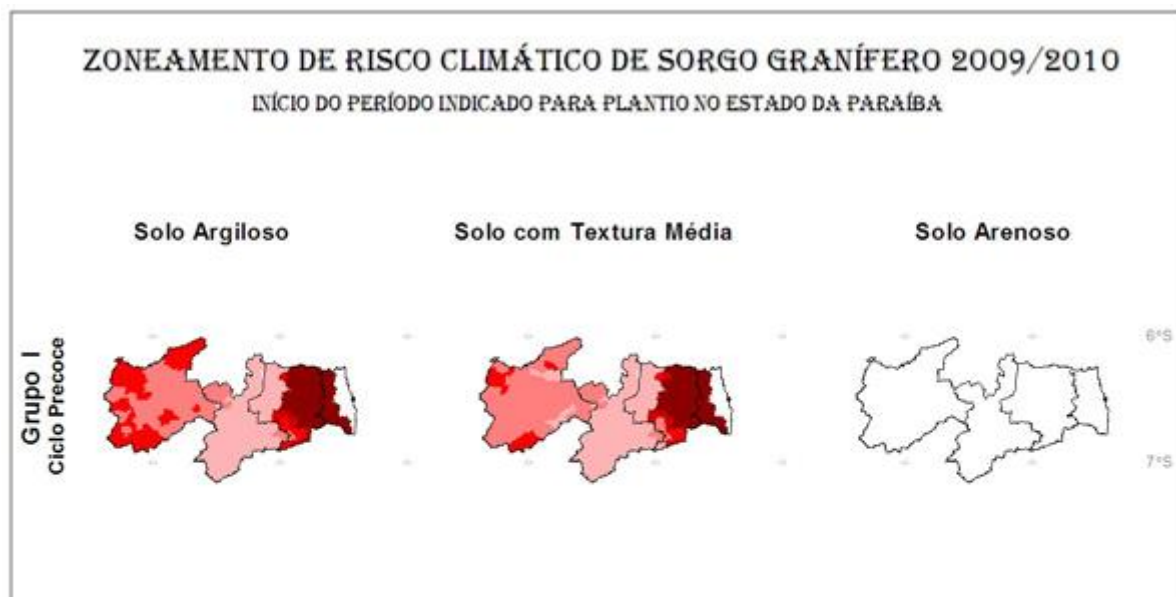 ZONEAMENTO DE RISCO CLIMÁTICO DE SORGO GRANÍFERO 2009/2010
INÍCIO DO PERÍODO INDICADO PARA PLANTIO NO ESTADO DA PARAÍBA
Solo Argiloso
Solo com Textura Média
Solo Arenoso
Grupo I
Ciclo Precoce
6°S
7°S